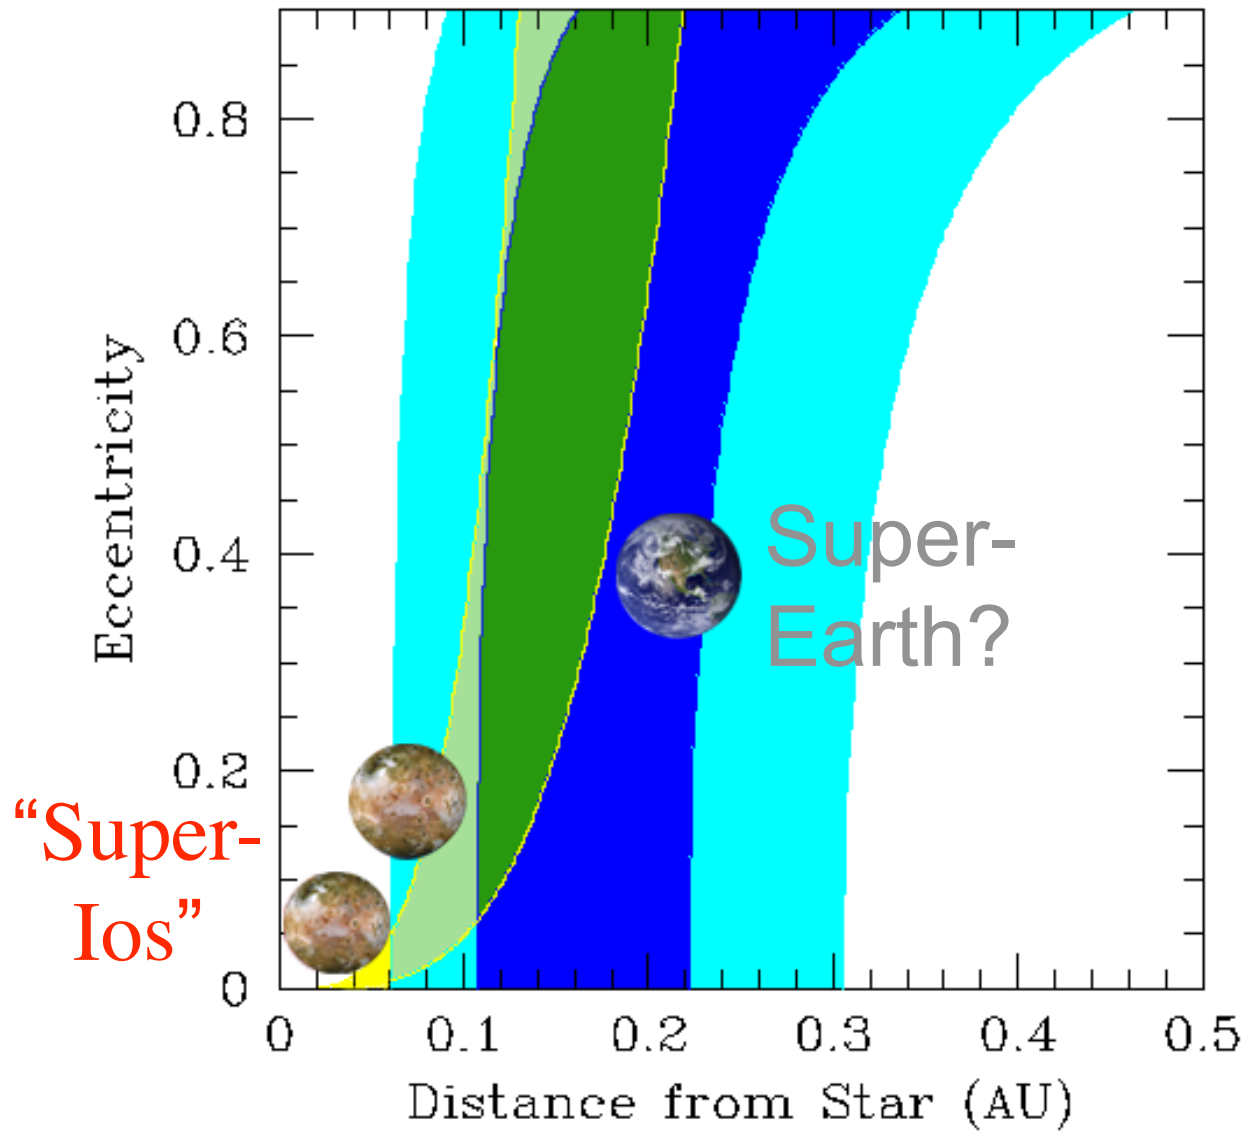 0.8
0.6
0.4
0.2
0
Eccentricity
Super-
Earth?
“Super-
Ios”
0 0.1 0.2 0.3 0.4 0.5
Distance from Star (AU)